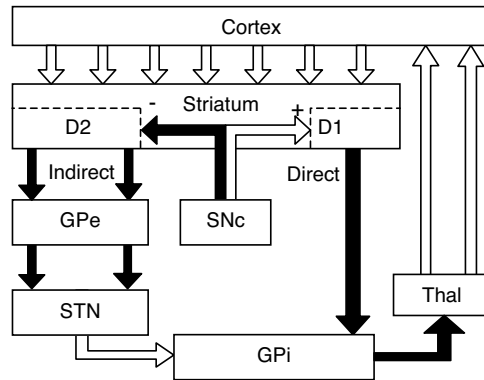 Cortex
- Striatum +
D2 D1
Indirect Direct
GPe SNc
STN Thal
GPi